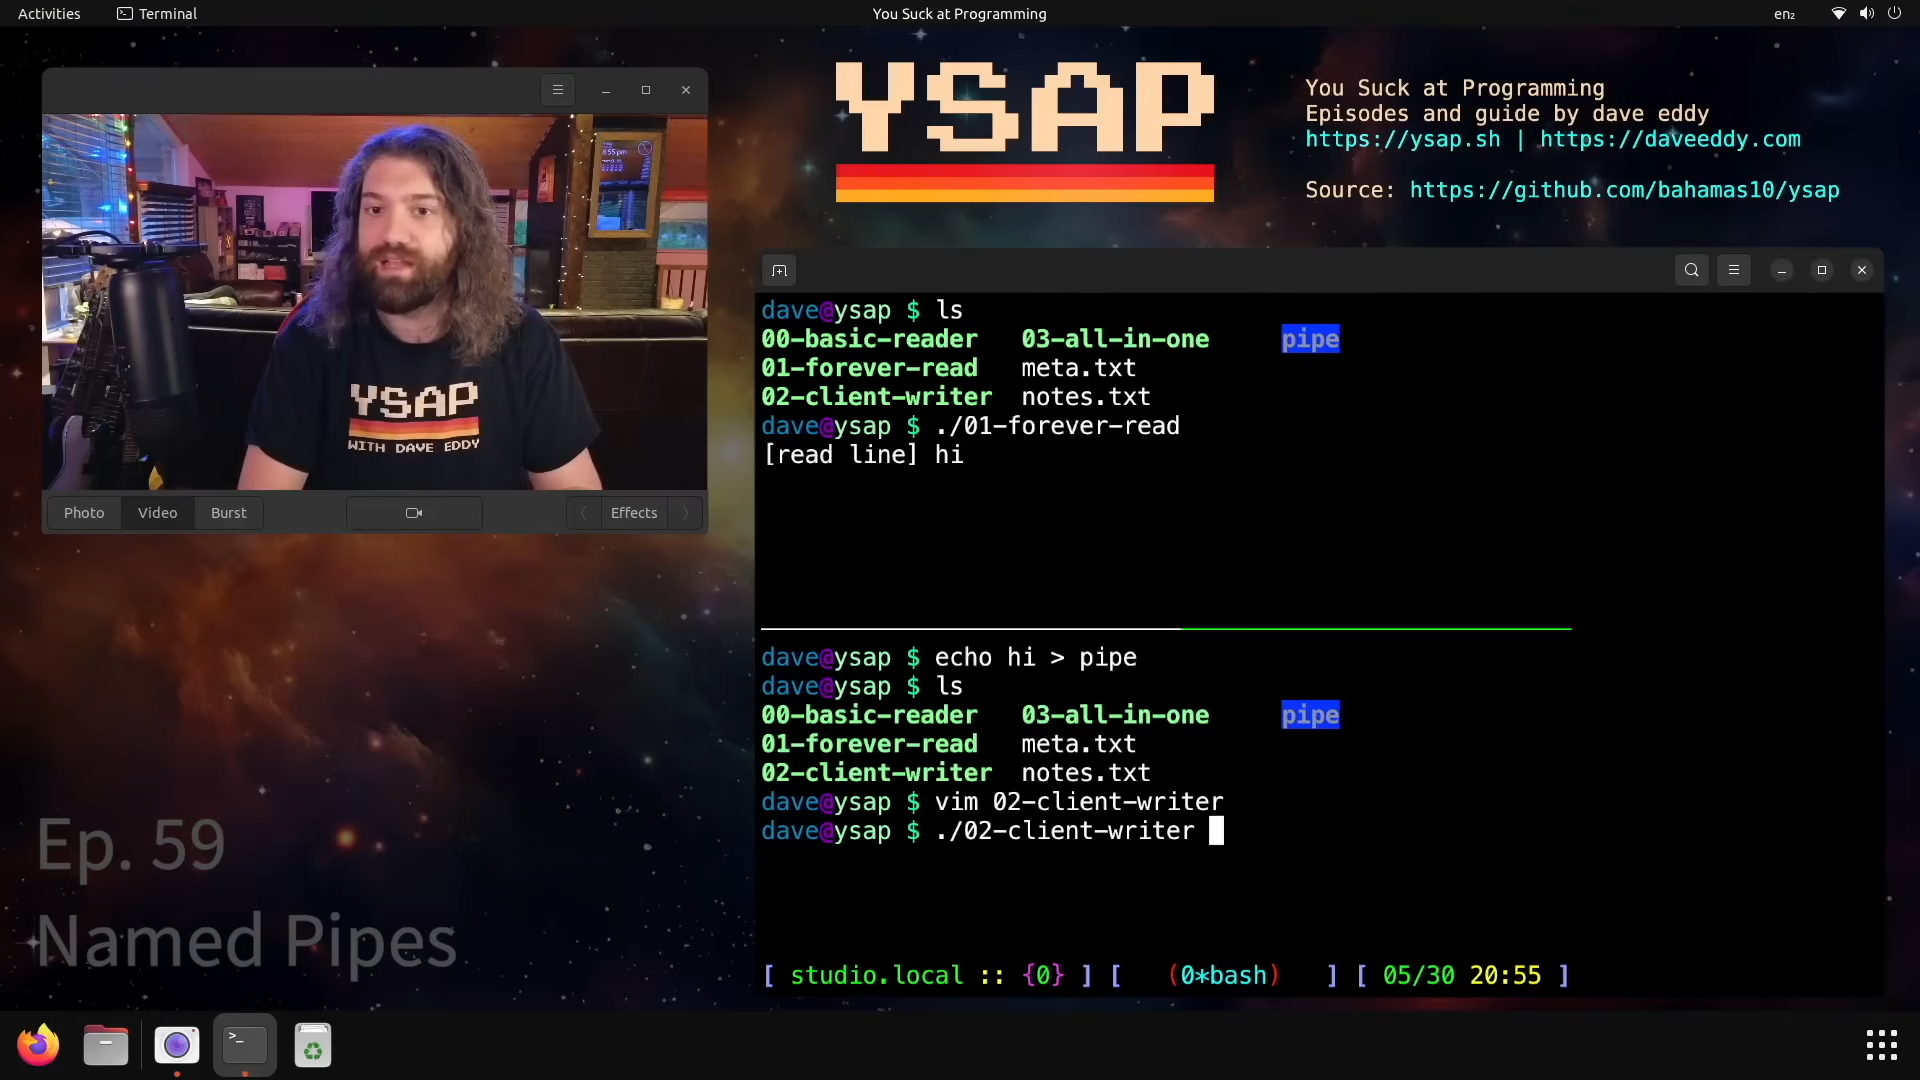 Activities
Terminal
You Suck at Programming
en₂
YSAP
You Suck at Programming
Episodes and guide by dave eddy
https://ysap.sh | https://daveeddy.com
Source: https://github.com/bahamas10/ysap
8:55 pm
YSAP
WITH DAVE EDDY
Photo
Video
Burst
Effects
dave@ysap $ ls
00-basic-reader 03-all-in-one pipe
01-forever-read meta.txt
02-client-writer notes.txt
dave@ysap $ ./01-forever-read
[read line] hi
dave@ysap $ echo hi > pipe
dave@ysap $ ls
00-basic-reader 03-all-in-one pipe
01-forever-read meta.txt
02-client-writer notes.txt
dave@ysap $ vim 02-client-writer
dave@ysap $ ./02-client-writer
[ studio.local :: {0} ] [ (0*bash) ] [ 05/30 20:55 ]
Ep. 59
Named Pipes